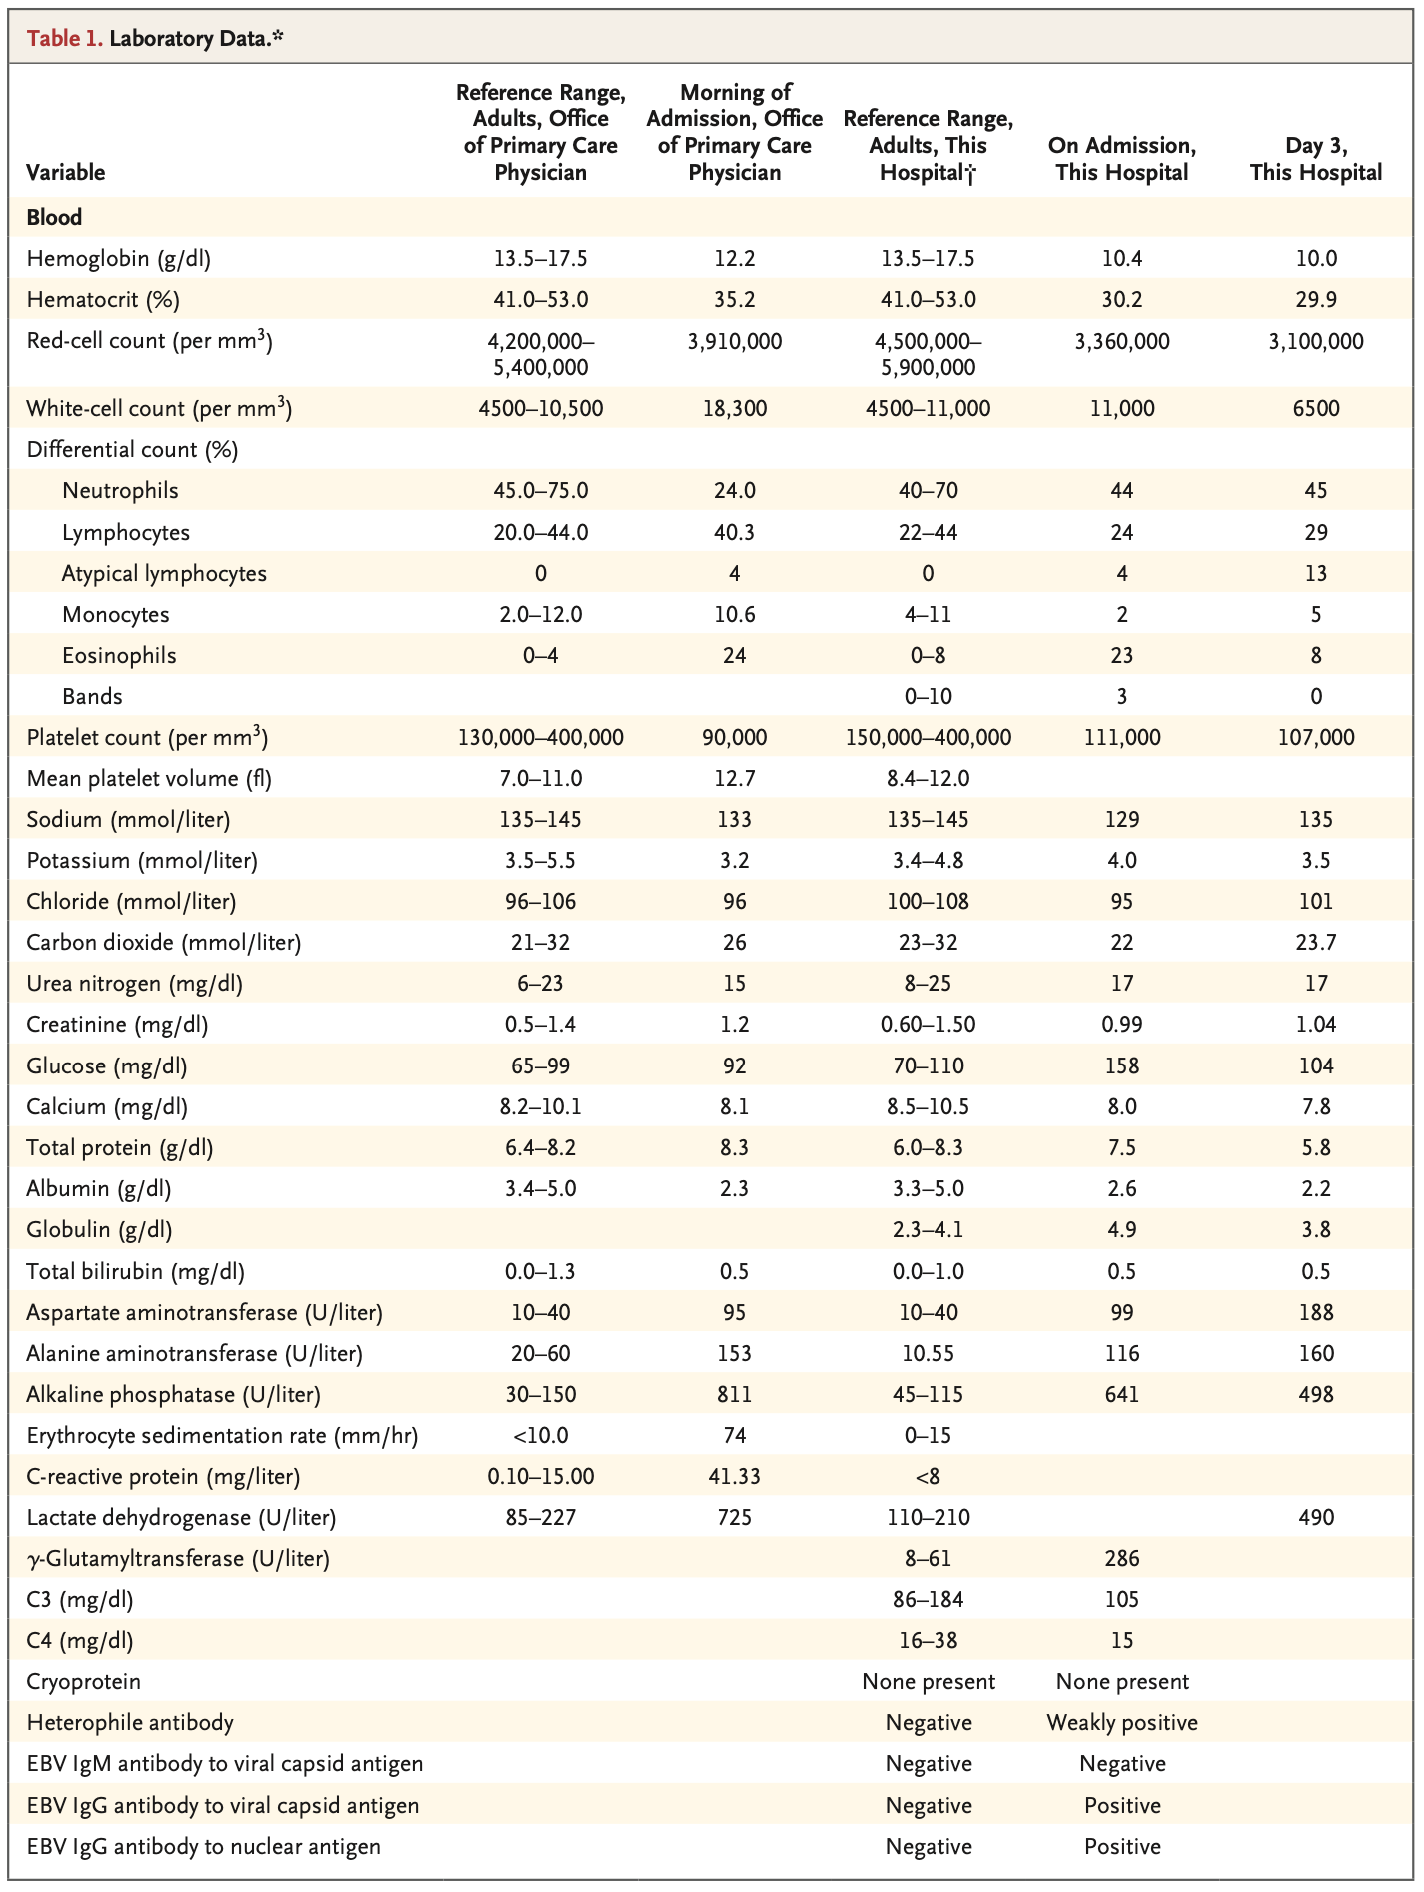 Table 1. Laboratory Data.*
Variable Reference Range, Adults, Office of Primary Care Physician Morning of Admission, Office of Primary Care Physician Reference Range, Adults, This Hospital† On Admission, This Hospital Day 3, This Hospital
Blood
Hemoglobin (g/dl) 13.5–17.5 12.2 13.5–17.5 10.4 10.0
Hematocrit (%) 41.0–53.0 35.2 41.0–53.0 30.2 29.9
Red-cell count (per mm³) 4,200,000–5,400,000 3,910,000 4,500,000–5,900,000 3,360,000 3,100,000
White-cell count (per mm³) 4500–10,500 18,300 4500–11,000 11,000 6500
Differential count (%)
Neutrophils 45.0–75.0 24.0 40–70 44 45
Lymphocytes 20.0–44.0 40.3 22–44 24 29
Atypical lymphocytes 0 4 0 4 13
Monocytes 2.0–12.0 10.6 4–11 2 5
Eosinophils 0–4 24 0–8 23 8
Bands 0–10 3 0
Platelet count (per mm³) 130,000–400,000 90,000 150,000–400,000 111,000 107,000
Mean platelet volume (fl) 7.0–11.0 12.7 8.4–12.0
Sodium (mmol/liter) 135–145 133 135–145 129 135
Potassium (mmol/liter) 3.5–5.5 3.2 3.4–4.8 4.0 3.5
Chloride (mmol/liter) 96–106 96 100–108 95 101
Carbon dioxide (mmol/liter) 21–32 26 23–32 22 23.7
Urea nitrogen (mg/dl) 6–23 15 8–25 17 17
Creatinine (mg/dl) 0.5–1.4 1.2 0.60–1.50 0.99 1.04
Glucose (mg/dl) 65–99 92 70–110 158 104
Calcium (mg/dl) 8.2–10.1 8.1 8.5–10.5 8.0 7.8
Total protein (g/dl) 6.4–8.2 8.3 6.0–8.3 7.5 5.8
Albumin (g/dl) 3.4–5.0 2.3 3.3–5.0 2.6 2.2
Globulin (g/dl) 2.3–4.1 4.9 3.8
Total bilirubin (mg/dl) 0.0–1.3 0.5 0.0–1.0 0.5 0.5
Aspartate aminotransferase (U/liter) 10–40 95 10–40 99 188
Alanine aminotransferase (U/liter) 20–60 153 10.55 116 160
Alkaline phosphatase (U/liter) 30–150 811 45–115 641 498
Erythrocyte sedimentation rate (mm/hr) <10.0 74 0–15
C-reactive protein (mg/liter) 0.10–15.00 41.33 <8
Lactate dehydrogenase (U/liter) 85–227 725 110–210 490
γ-Glutamyltransferase (U/liter) 8–61 286
C3 (mg/dl) 86–184 105
C4 (mg/dl) 16–38 15
Cryoprotein None present None present
Heterophile antibody Negative Weakly positive
EBV IgM antibody to viral capsid antigen Negative Negative
EBV IgG antibody to viral capsid antigen Negative Positive
EBV IgG antibody to nuclear antigen Negative Positive